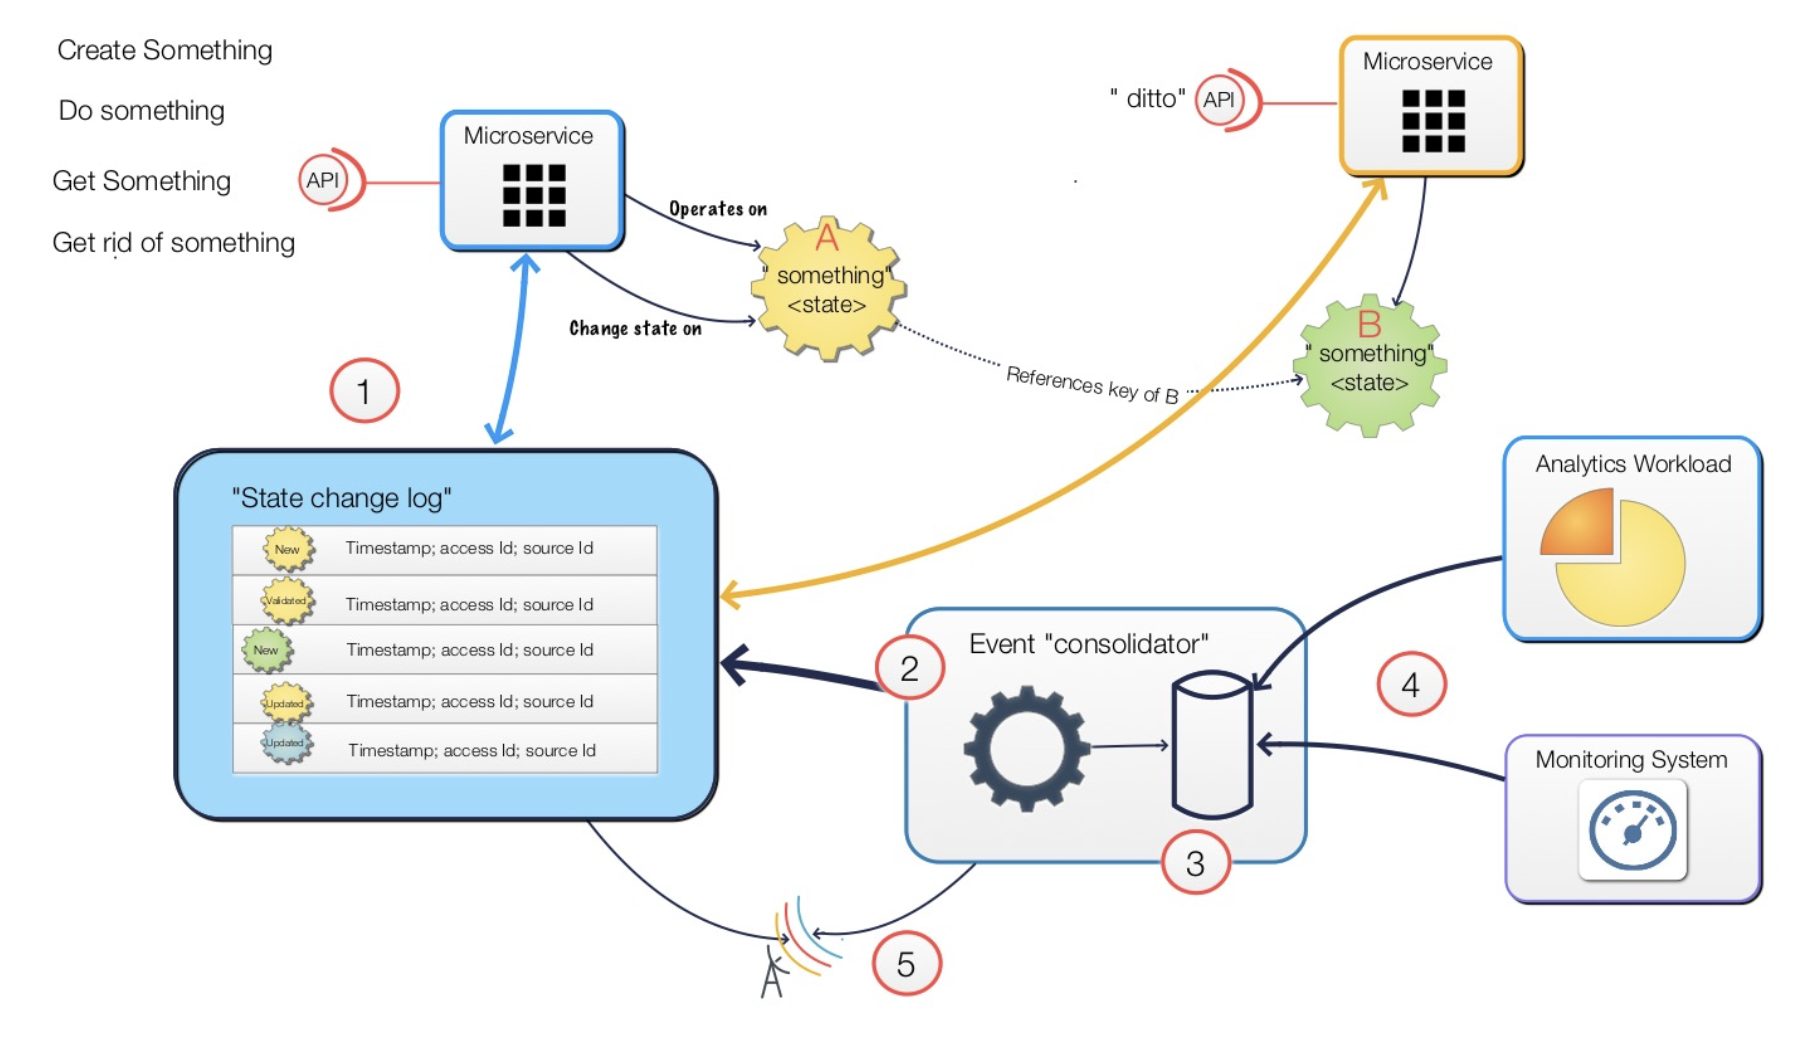 Create Something
Do something
Get Something
Get rid of something
API
Microservice
Operates on
Change state on
A
" something"
<state>
References key of B
" ditto"
API
Microservice
B
" something"
<state>
1
"State change log"
New Timestamp; access Id; source Id
Validated Timestamp; access Id; source Id
New Timestamp; access Id; source Id
Updated Timestamp; access Id; source Id
Updated Timestamp; access Id; source Id
2
Event "consolidator"
3
Analytics Workload
4
Monitoring System
5